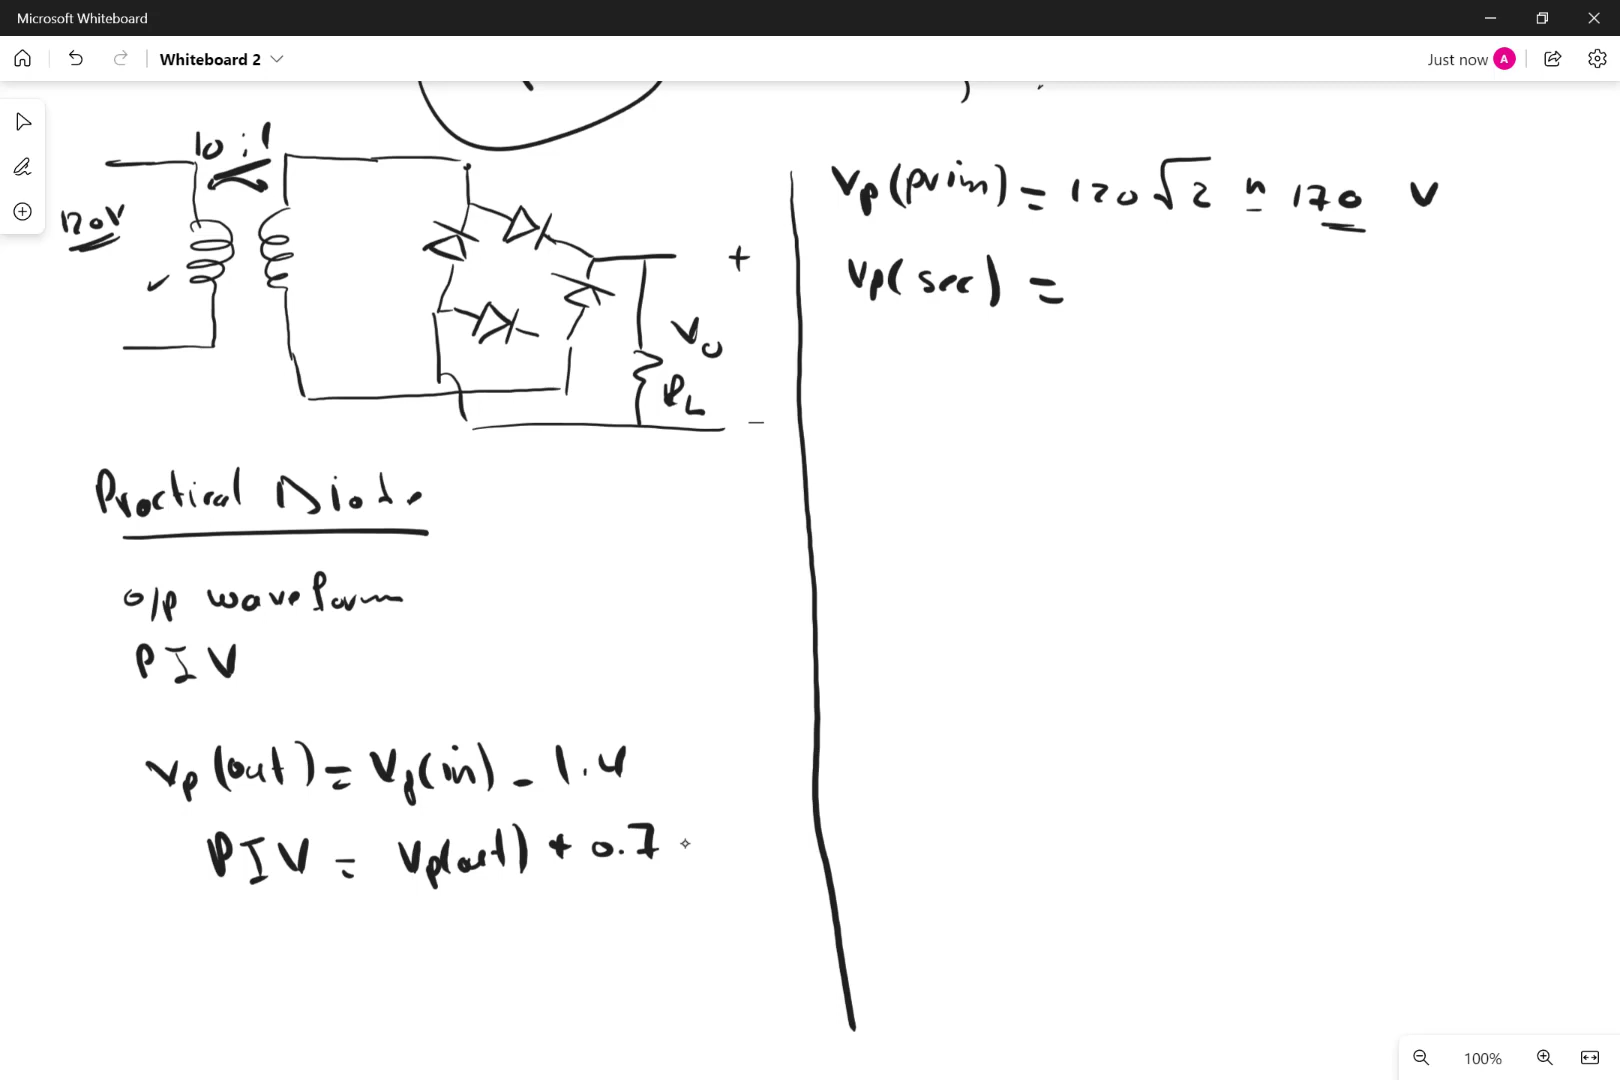 Microsoft Whiteboard
Whiteboard 2
Just now A
10:1
120V
Vo
RL
+
-
Practical Diode
o/p waveform
PIV
Vp(out) = Vp(in) - 1.4
PIV = Vp(out) + 0.7
Vp(prim) = 120√2 ≈ 170 V
Vp(sec) =
100%